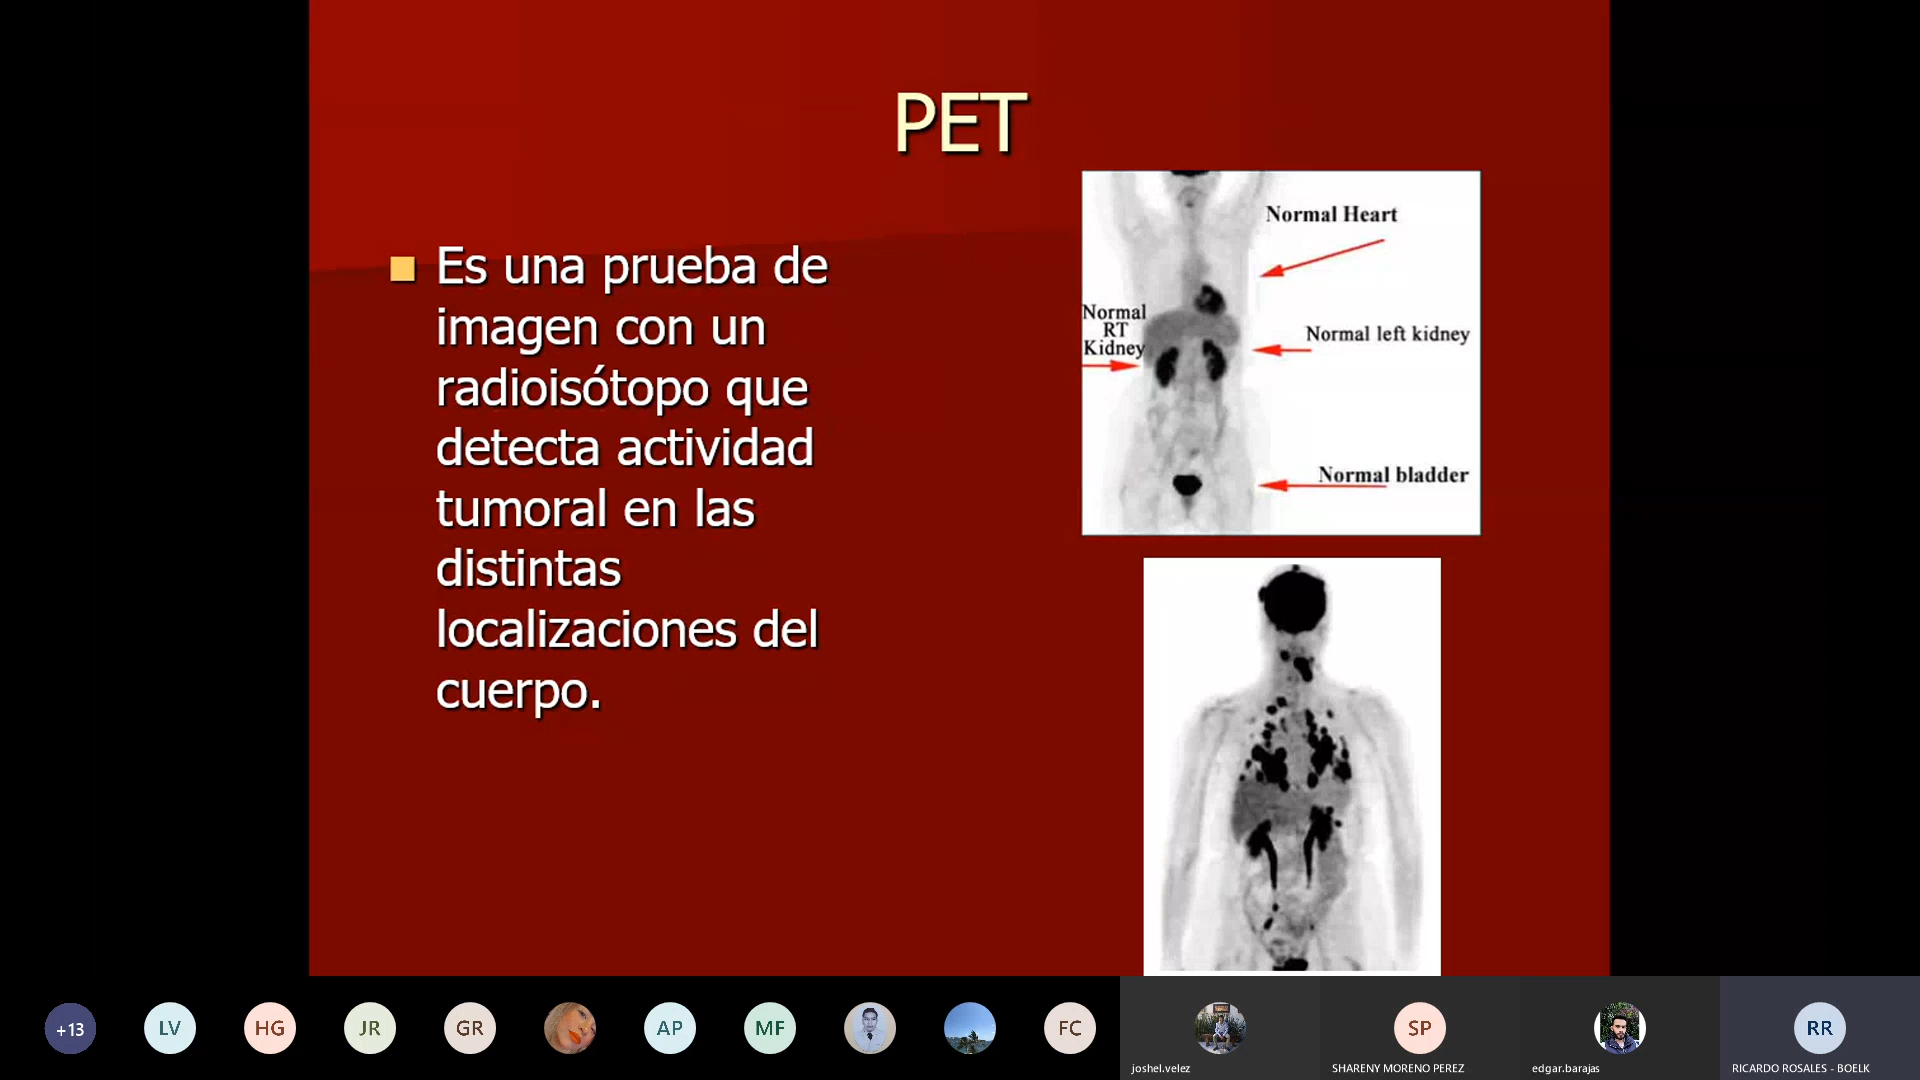 PET
Es una prueba de
imagen con un
radioisótopo que
detecta actividad
tumoral en las
distintas
localizaciones del
cuerpo.
Normal Heart
Normal
RT
Kidney
Normal left kidney
Normal bladder
+13
LV
HG
JR
GR
AP
MF
FC
joshel.velez
SP
SHARENY MORENO PEREZ
edgar.barajas
RR
RICARDO ROSALES - BOELK